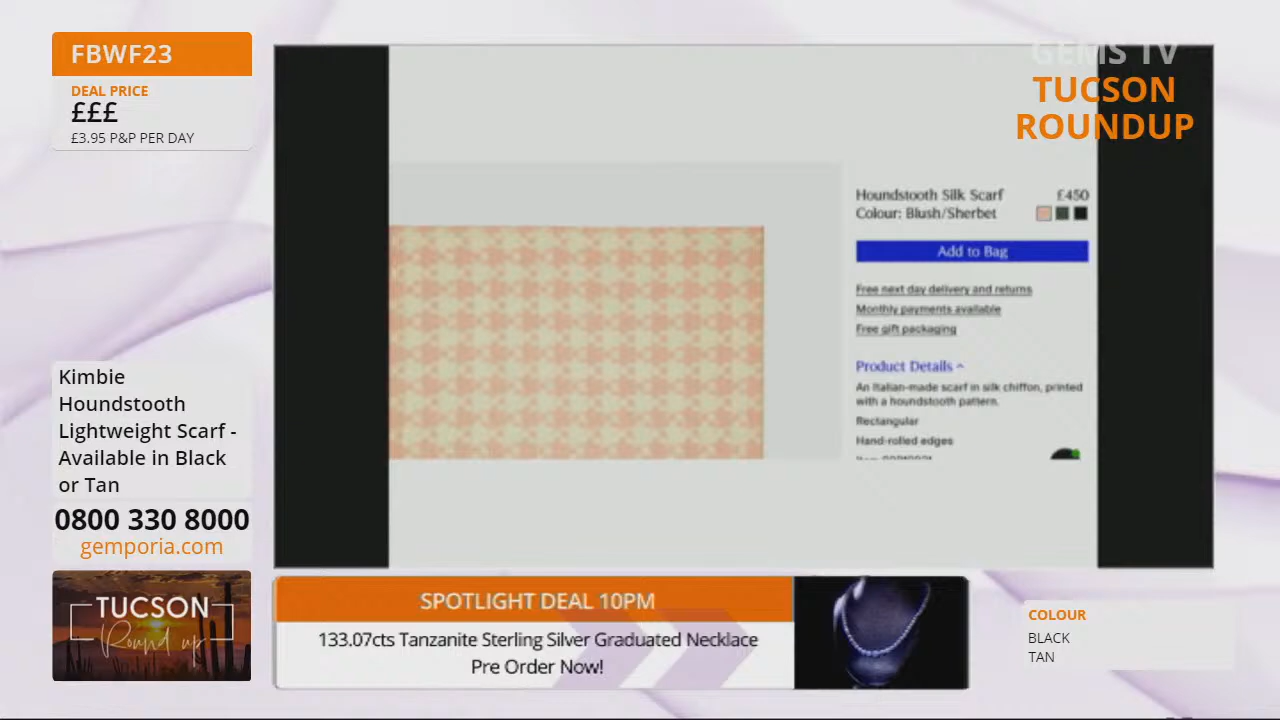 FBWF23
DEAL PRICE
£££
£3.95 P&P PER DAY
GEMS TV
TUCSON
ROUNDUP
Houndstooth Silk Scarf £450
Colour: Blush/Sherbet
Add to Bag
Free next day delivery and returns
Monthly payments available
Free gift packaging
Product Details
An Italian-made scarf in silk chiffon, printed
with a houndstooth pattern.
Rectangular
Hand-rolled edges
Kimbie
Houndstooth
Lightweight Scarf -
Available in Black
or Tan
0800 330 8000
gemporia.com
TUCSON
Round up
SPOTLIGHT DEAL 10PM
133.07cts Tanzanite Sterling Silver Graduated Necklace
Pre Order Now!
COLOUR
BLACK
TAN